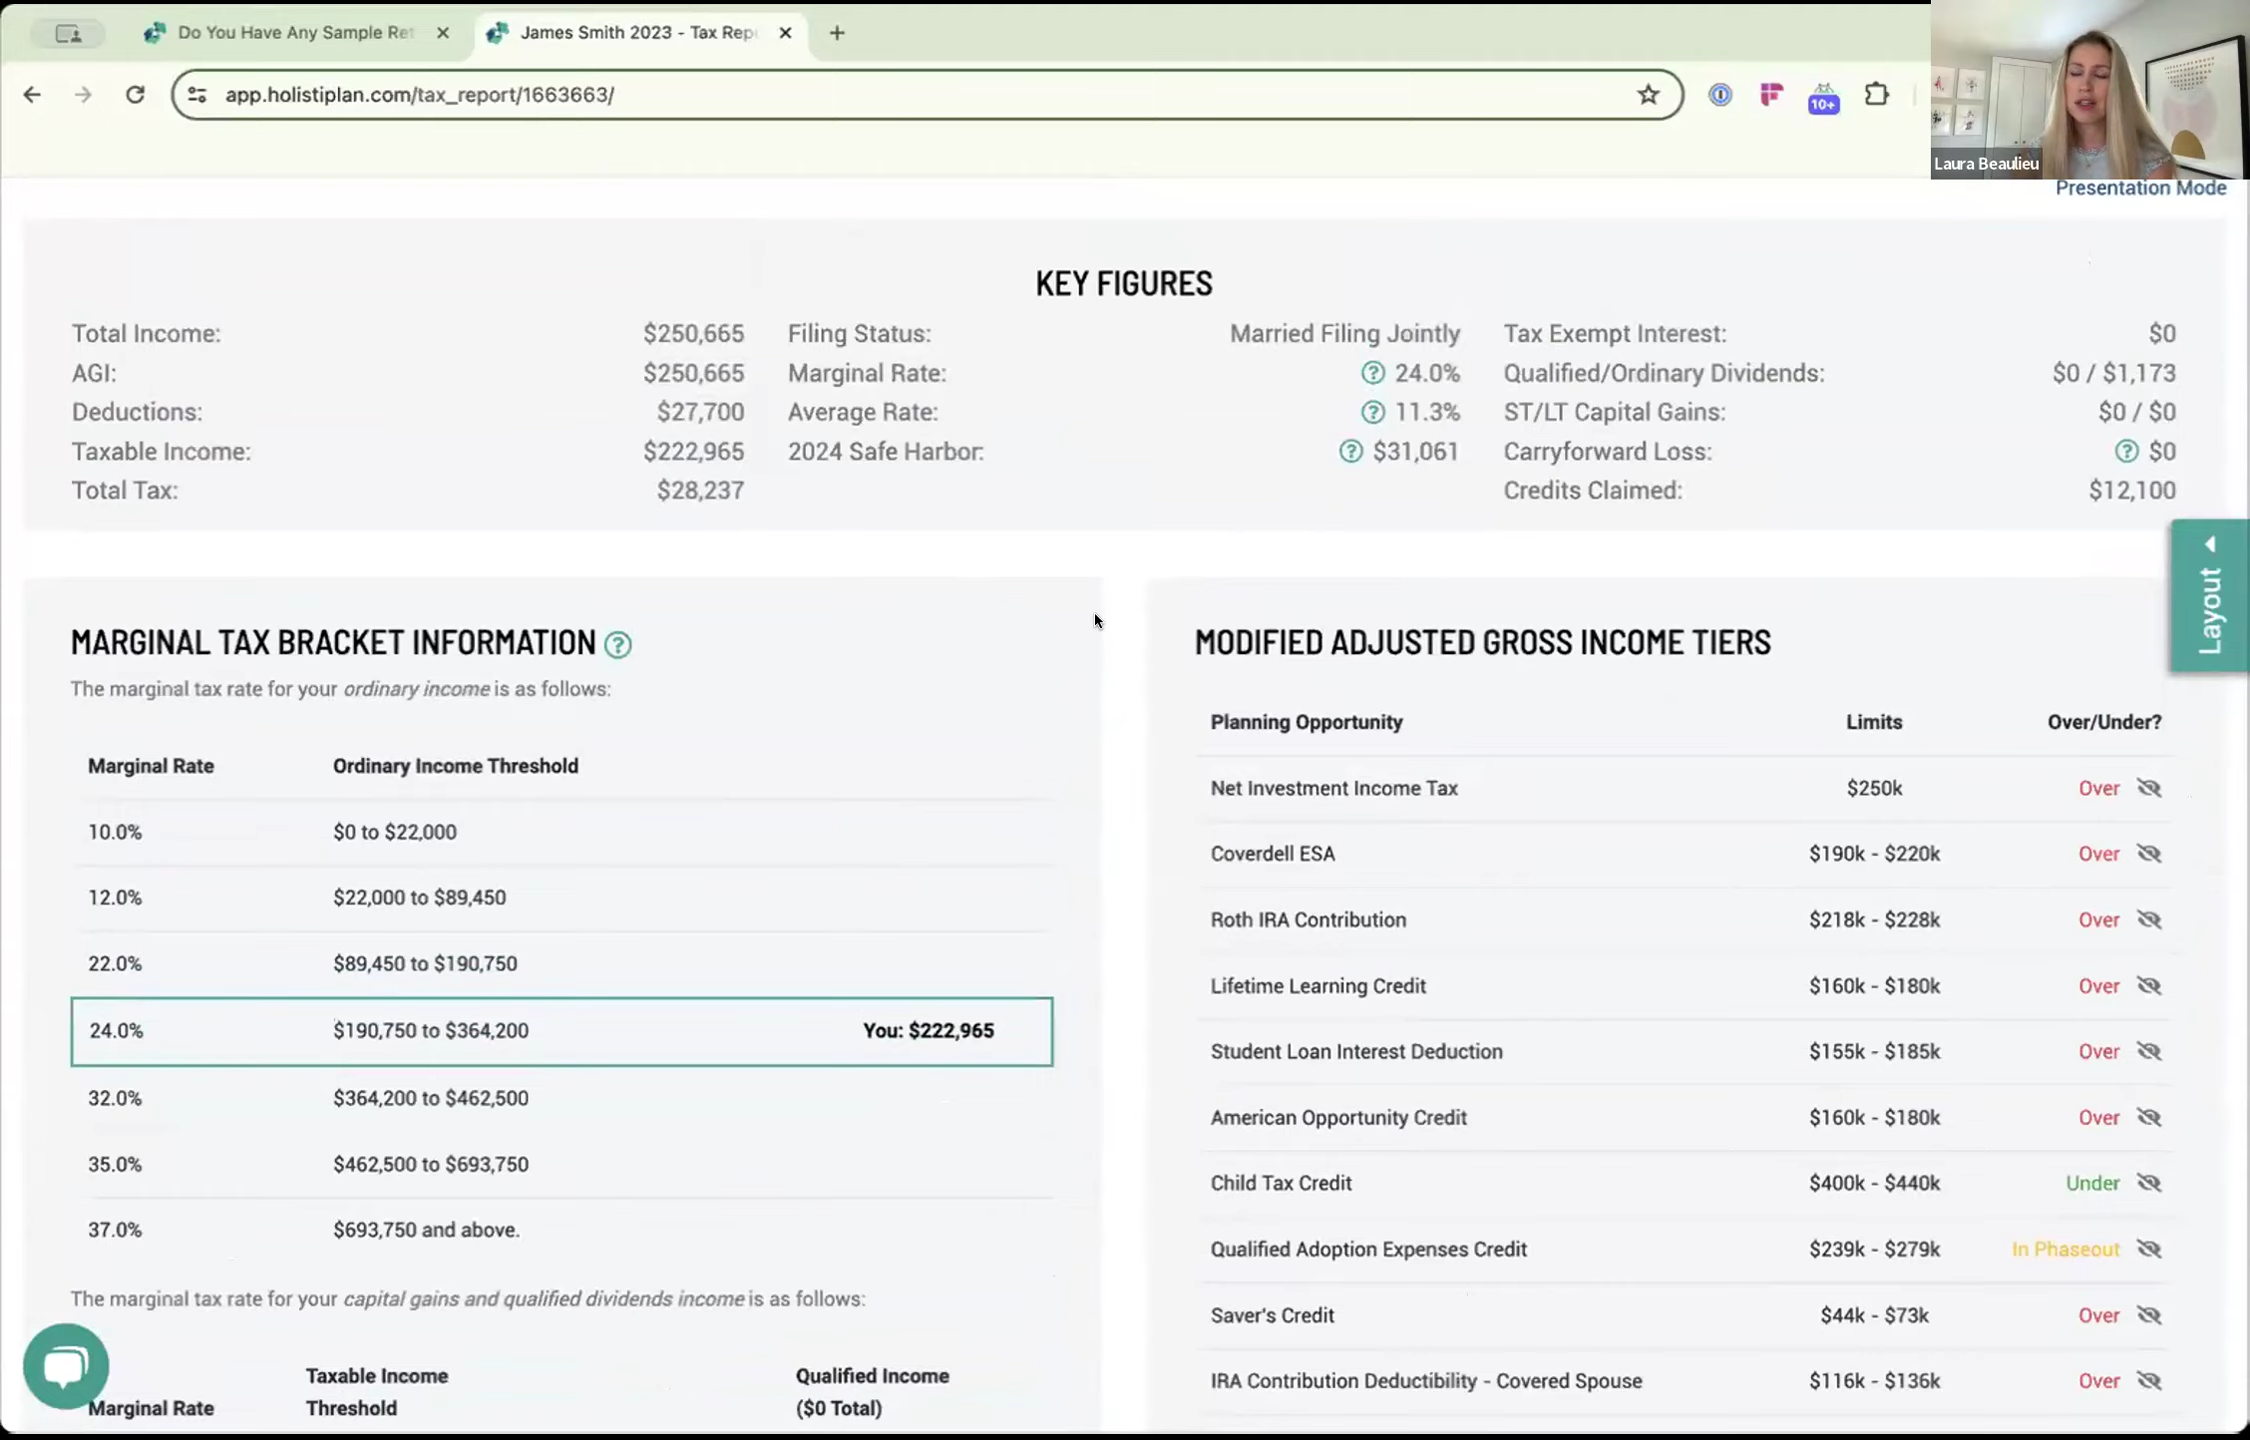 Do You Have Any Sample Ret
James Smith 2023 - Tax Rep
app.holistiplan.com/tax_report/1663663/
10+
Laura Beaulieu
Presentation Mode
KEY FIGURES
Total Income: $250,665
AGI: $250,665
Deductions: $27,700
Taxable Income: $222,965
Total Tax: $28,237
Filing Status: Married Filing Jointly
Marginal Rate: ? 24.0%
Average Rate: ? 11.3%
2024 Safe Harbor: ? $31,061
Tax Exempt Interest: $0
Qualified/Ordinary Dividends: $0 / $1,173
ST/LT Capital Gains: $0 / $0
Carryforward Loss: ? $0
Credits Claimed: $12,100
Layout
MARGINAL TAX BRACKET INFORMATION ?
The marginal tax rate for your ordinary income is as follows:
Marginal Rate Ordinary Income Threshold
10.0% $0 to $22,000
12.0% $22,000 to $89,450
22.0% $89,450 to $190,750
24.0% $190,750 to $364,200 You: $222,965
32.0% $364,200 to $462,500
35.0% $462,500 to $693,750
37.0% $693,750 and above.
The marginal tax rate for your capital gains and qualified dividends income is as follows:
Taxable Income Qualified Income
Marginal Rate Threshold ($0 Total)
MODIFIED ADJUSTED GROSS INCOME TIERS
Planning Opportunity Limits Over/Under?
Net Investment Income Tax $250k Over
Coverdell ESA $190k - $220k Over
Roth IRA Contribution $218k - $228k Over
Lifetime Learning Credit $160k - $180k Over
Student Loan Interest Deduction $155k - $185k Over
American Opportunity Credit $160k - $180k Over
Child Tax Credit $400k - $440k Under
Qualified Adoption Expenses Credit $239k - $279k In Phaseout
Saver's Credit $44k - $73k Over
IRA Contribution Deductibility - Covered Spouse $116k - $136k Over